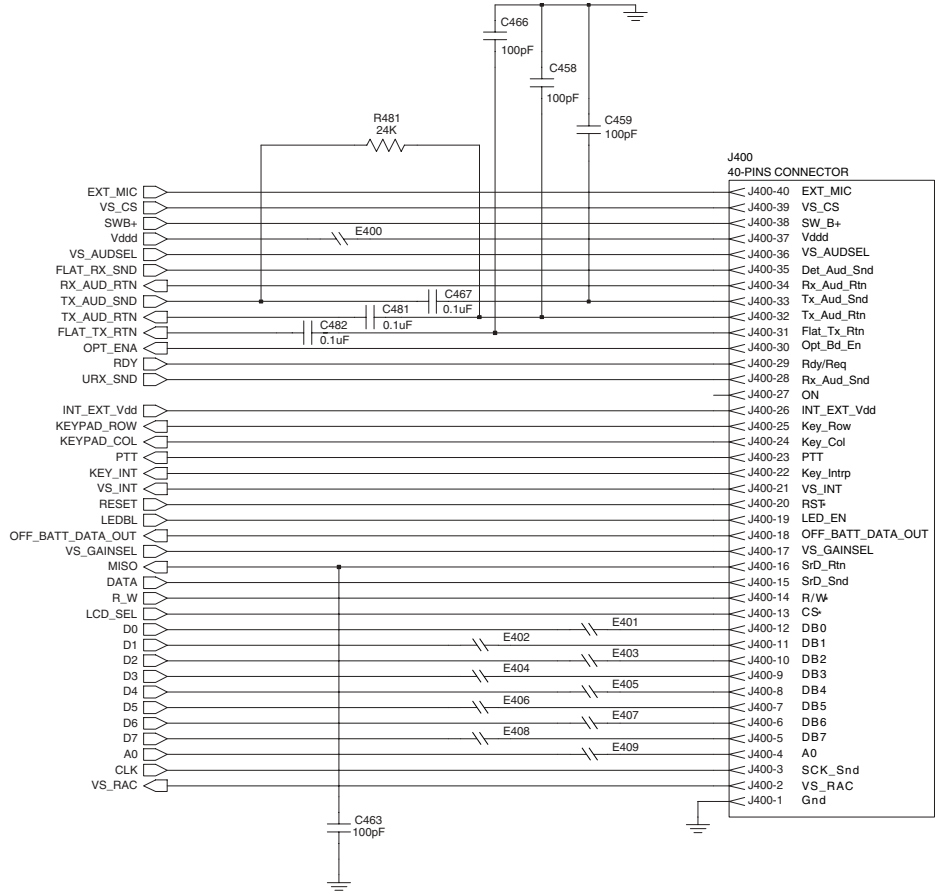 C466
100pF
C458
100pF
C459
100pF
R481
24K
J400
40-PINS CONNECTOR
EXT_MIC J400-40 EXT_MIC
VS_CS J400-39 VS_CS
SWB+ J400-38 SW_B+
Vddd E400 J400-37 Vddd
VS_AUDSEL J400-36 VS_AUDSEL
FLAT_RX_SND J400-35 Det_Aud_Snd
RX_AUD_RTN J400-34 Rx_Aud_Rtn
TX_AUD_SND C467 0.1uF J400-33 Tx_Aud_Snd
TX_AUD_RTN C481 0.1uF J400-32 Tx_Aud_Rtn
FLAT_TX_RTN C482 0.1uF J400-31 Flat_Tx_Rtn
OPT_ENA J400-30 Opt_Bd_En
RDY J400-29 Rdy/Req
URX_SND J400-28 Rx_Aud_Snd
J400-27 ON
INT_EXT_Vdd J400-26 INT_EXT_Vdd
KEYPAD_ROW J400-25 Key_Row
KEYPAD_COL J400-24 Key_Col
PTT J400-23 PTT
KEY_INT J400-22 Key_Intrp
VS_INT J400-21 VS_INT
RESET J400-20 RST*
LEDBL J400-19 LED_EN
OFF_BATT_DATA_OUT J400-18 OFF_BATT_DATA_OUT
VS_GAINSEL J400-17 VS_GAINSEL
MISO J400-16 SrD_Rtn
DATA J400-15 SrD_Snd
R_W J400-14 R/W*
LCD_SEL J400-13 CS*
D0 E401 J400-12 DB0
D1 E402 J400-11 DB1
D2 E403 J400-10 DB2
D3 E404 J400-9 DB3
D4 E405 J400-8 DB4
D5 E406 J400-7 DB5
D6 E407 J400-6 DB6
D7 E408 J400-5 DB7
A0 E409 J400-4 A0
CLK J400-3 SCK_Snd
VS_RAC J400-2 VS_RAC
J400-1 Gnd
C463
100pF